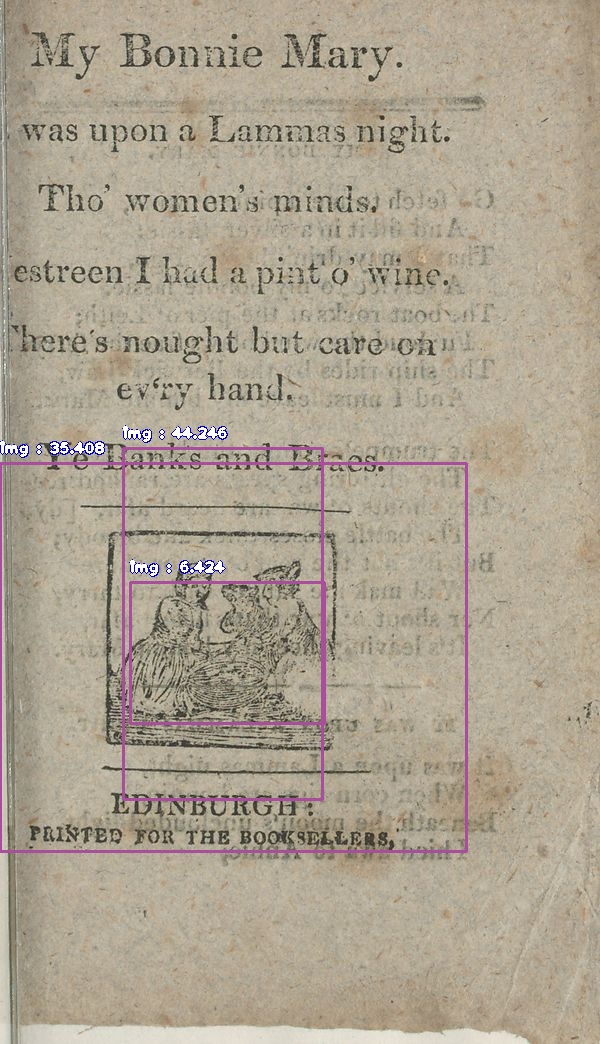 My Bonnie Mary.
was upon a Lammas night.
Tho' women's minds.
estreen I had a pint o' wine.
here's nought but care on
ev'ry hand.
img : 44.246
img : 35.408
Ye Banks and Braes.
img : 6.424
EDINBURGH:
PRINTED FOR THE BOOKSELLERS,